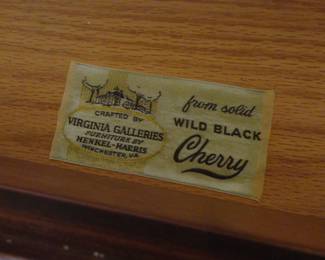 CRAFTED BY
VIRGINIA GALLERIES
FURNITURE BY
HENKEL-HARRIS
WINCHESTER, VA.
from solid
WILD BLACK
Cherry